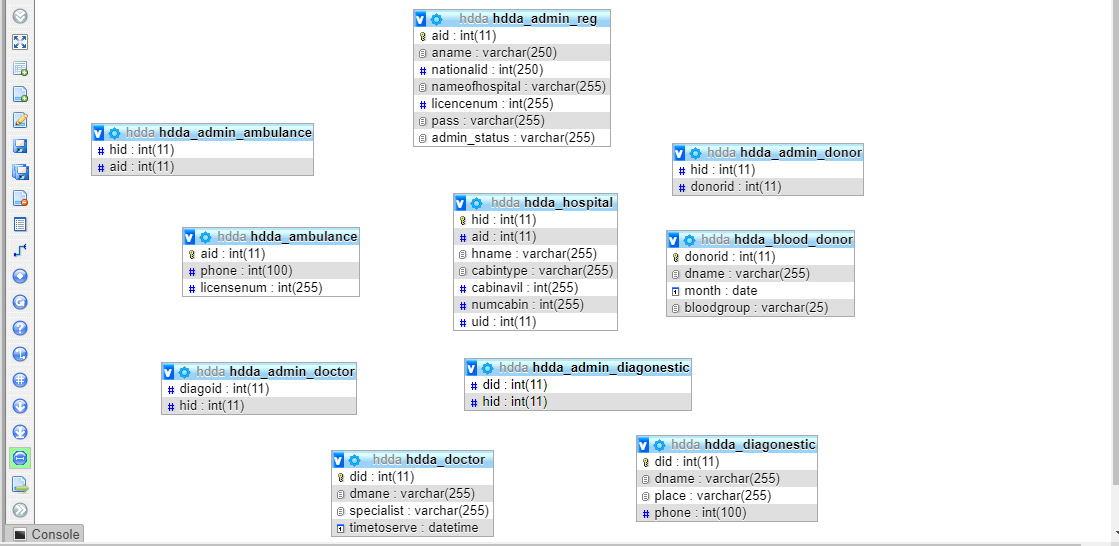 hdda hdda_admin_reg
aid : int(11)
aname : varchar(250)
nationalid : int(250)
nameofhospital : varchar(255)
licencenum : int(255)
pass : varchar(255)
admin_status : varchar(255)
hdda hdda_admin_ambulance
hid : int(11)
aid : int(11)
hdda hdda_admin_donor
hid : int(11)
donorid : int(11)
hdda hdda_hospital
hid : int(11)
aid : int(11)
hname : varchar(255)
cabintype : varchar(255)
cabinavil : int(255)
numcabin : int(255)
uid : int(11)
hdda hdda_ambulance
aid : int(11)
phone : int(100)
licensenum : int(255)
hdda hdda_blood_donor
donorid : int(11)
dname : varchar(255)
month : date
bloodgroup : varchar(25)
hdda hdda_admin_doctor
diagoid : int(11)
hid : int(11)
hdda hdda_admin_diagonestic
did : int(11)
hid : int(11)
hdda hdda_doctor
did : int(11)
dmane : varchar(255)
specialist : varchar(255)
timetoserve : datetime
hdda hdda_diagonestic
did : int(11)
dname : varchar(255)
place : varchar(255)
phone : int(100)
Console